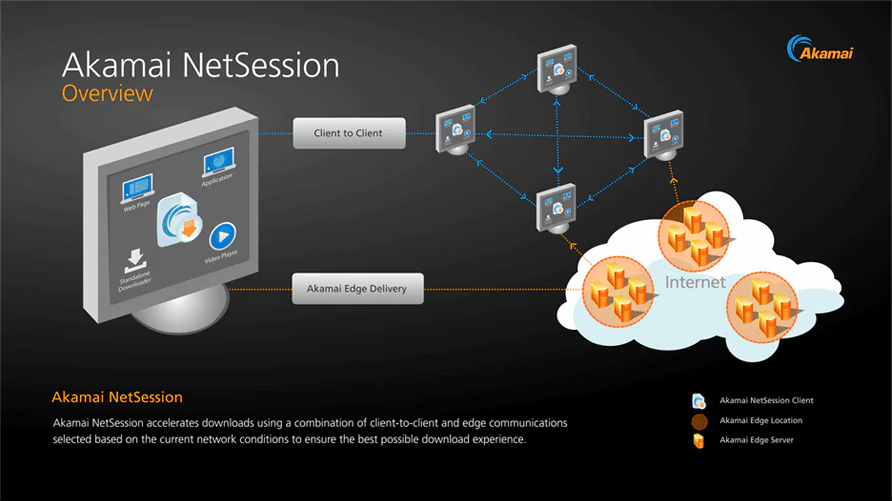 Akamai NetSession
Overview
Akamai
Client to Client
Web Page
Application
Standalone
Downloader
Video Player
Akamai Edge Delivery
Internet
Akamai NetSession
Akamai NetSession accelerates downloads using a combination of client-to-client and edge communications
selected based on the current network conditions to ensure the best possible download experience.
Akamai NetSession Client
Akamai Edge Location
Akamai Edge Server